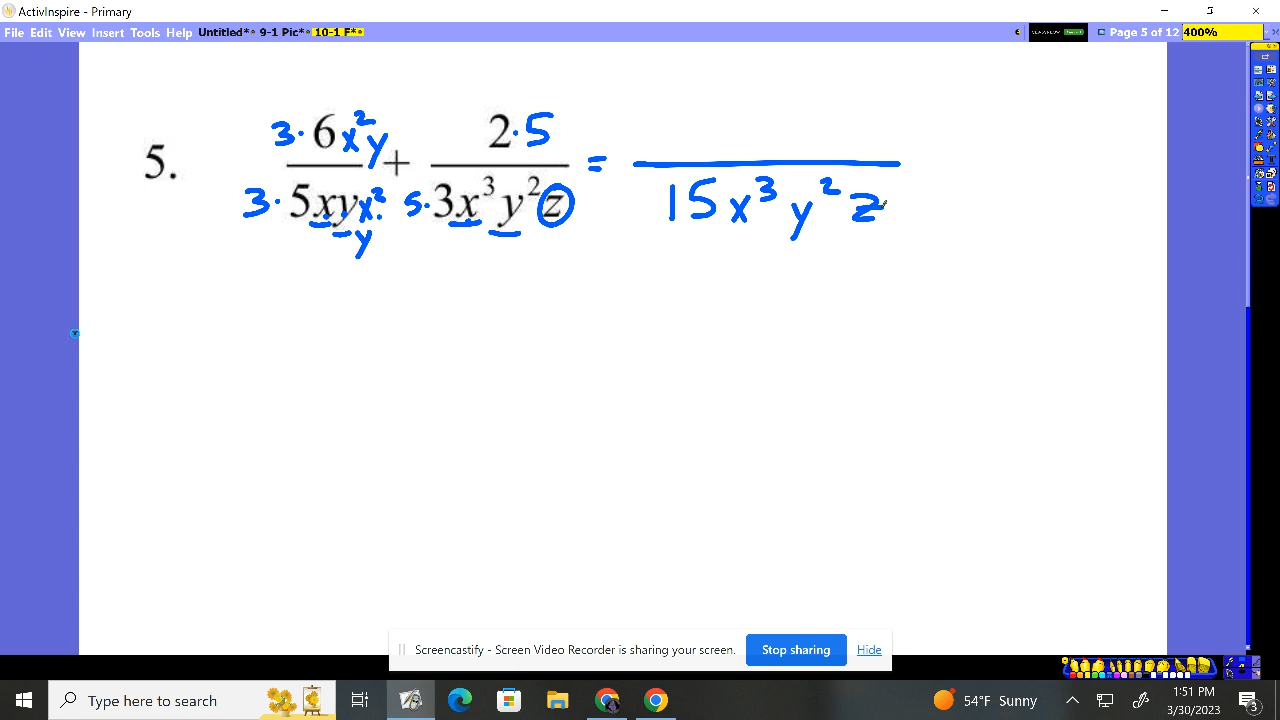 ActivInspire - Primary
File Edit View Insert Tools Help Untitled* 9-1 Pic* 10-1 F* Page 5 of 12 400%
3·6x²y 2·5
5. ――― + ――― = ―――
3·5xyx²y 5·3x³y²z 15x³y²z
Screencastify - Screen Video Recorder is sharing your screen. Stop sharing Hide
Type here to search 54°F Sunny 1:51 PM
3/30/2023 3